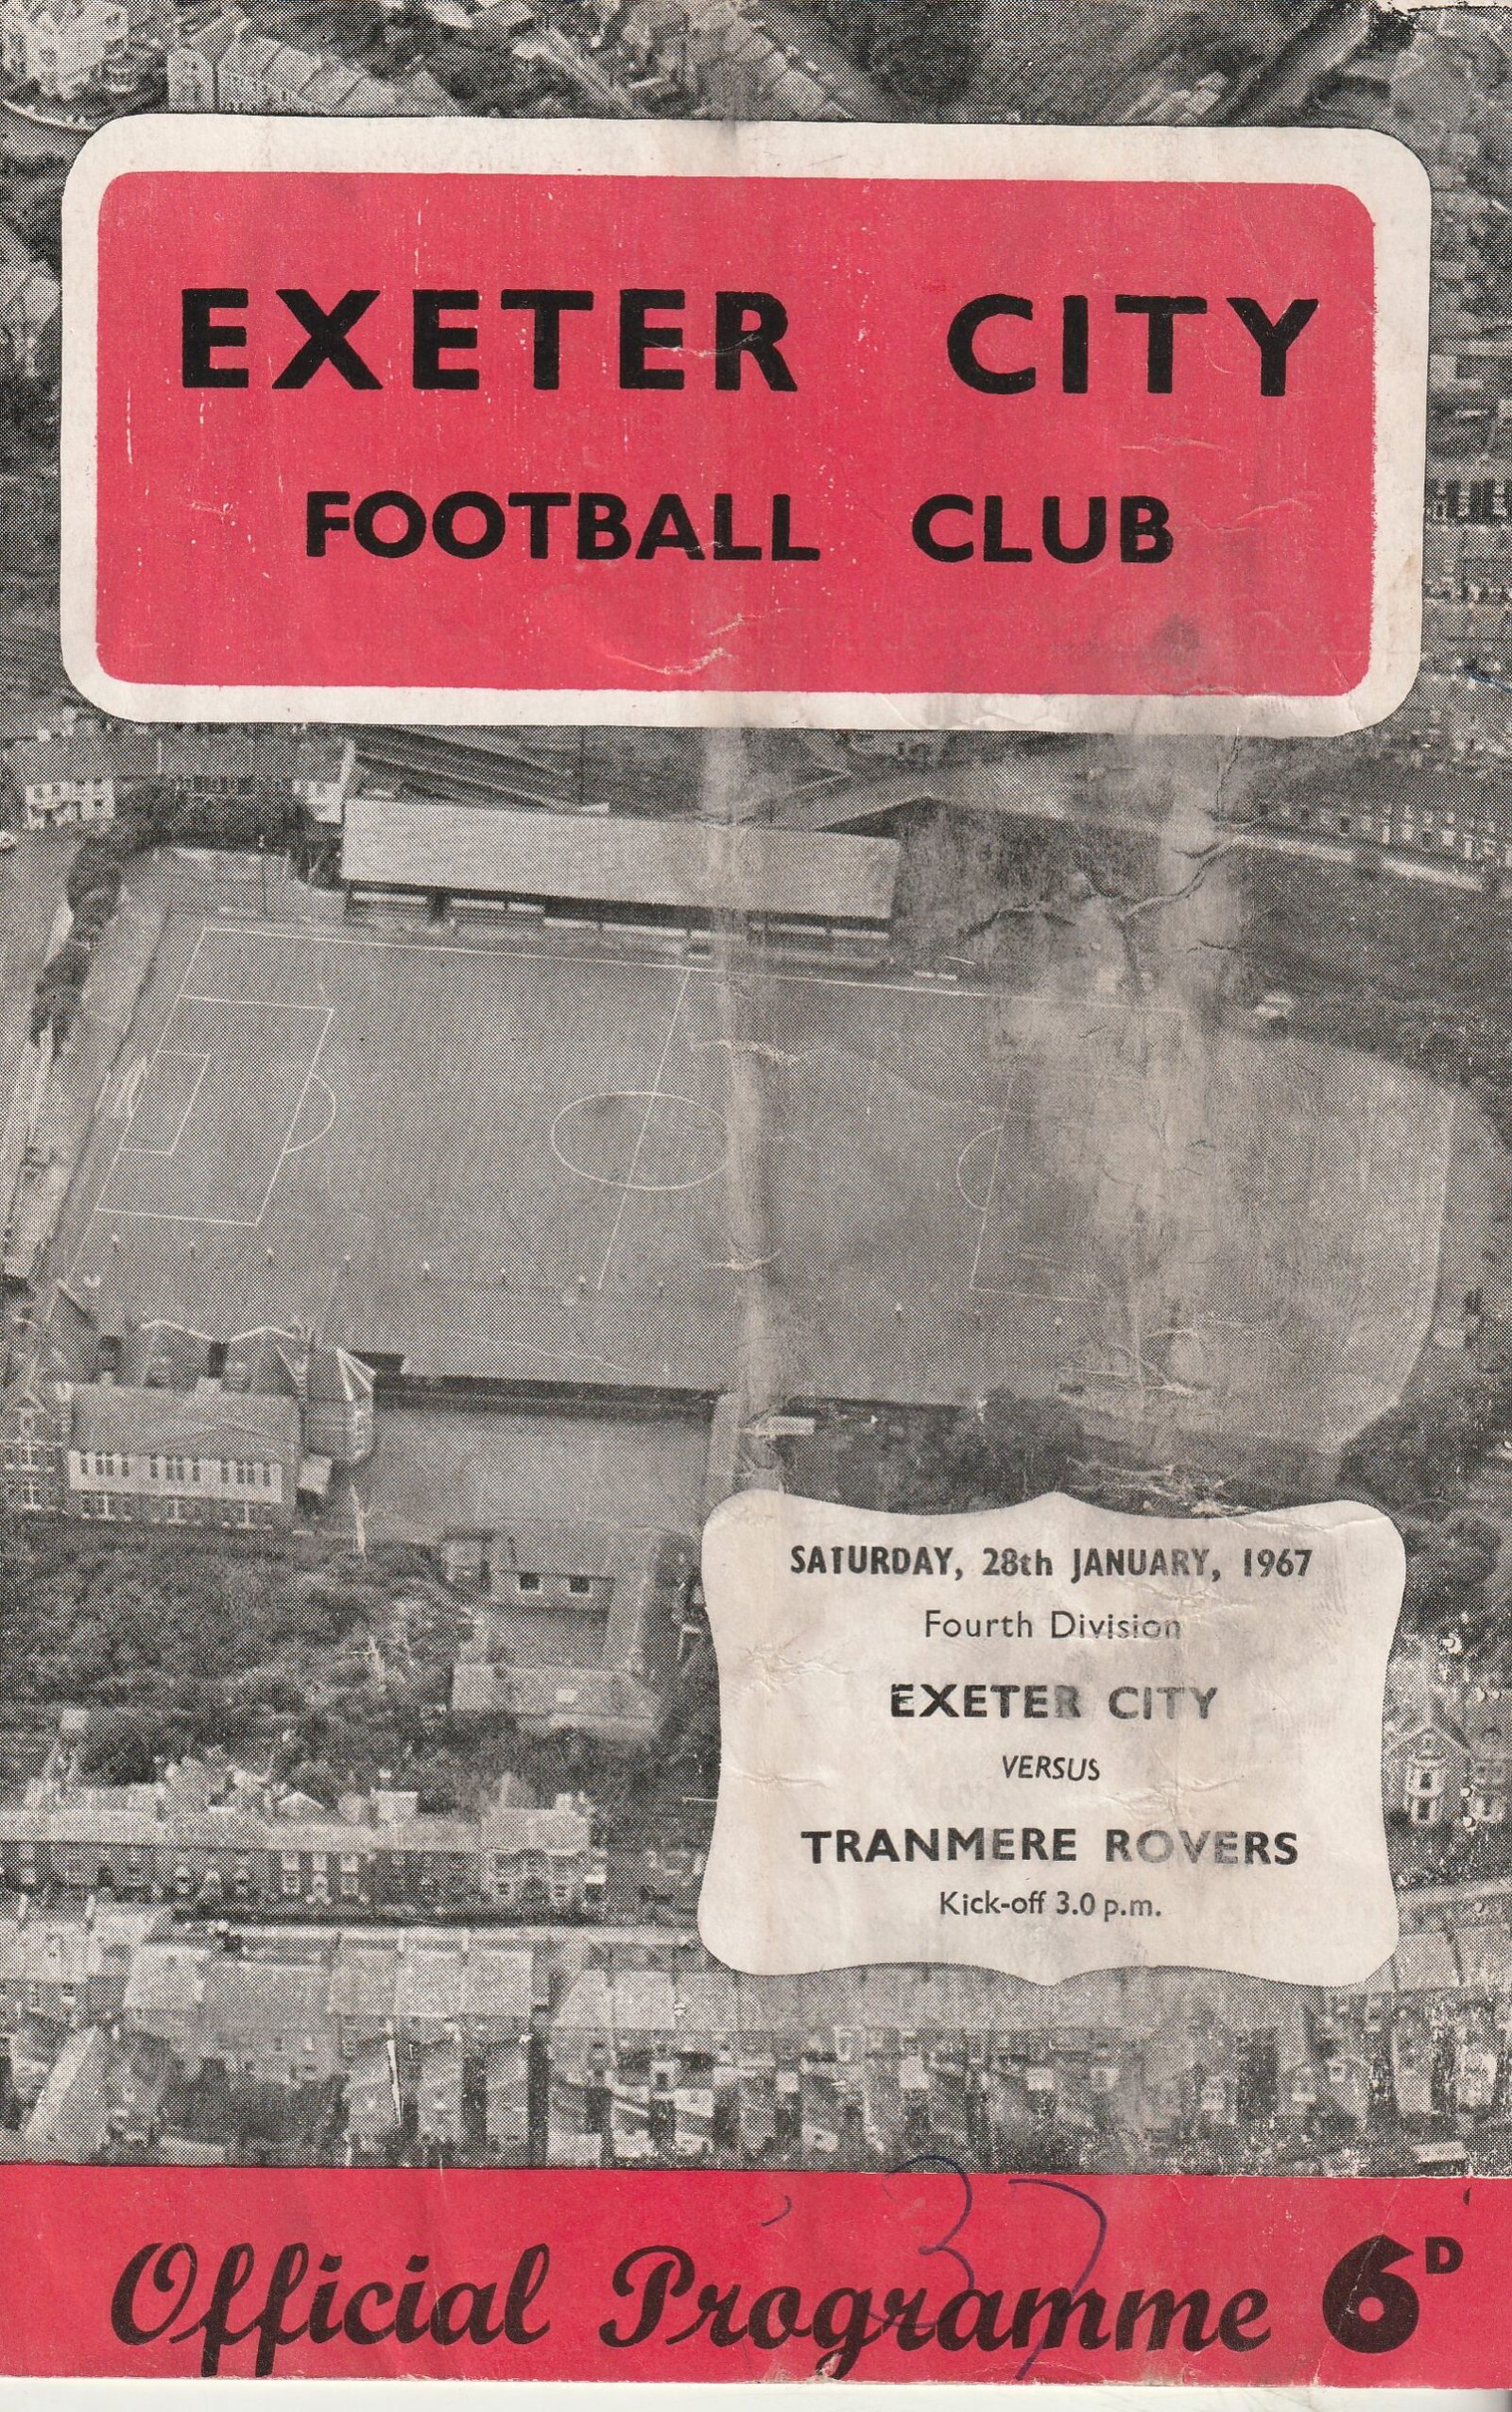 EXETER CITY
FOOTBALL CLUB
SATURDAY, 28th JANUARY, 1967
Fourth Division
EXETER CITY
VERSUS
TRANMERE ROVERS
Kick-off 3.0 p.m.
37
Official Programme 6D